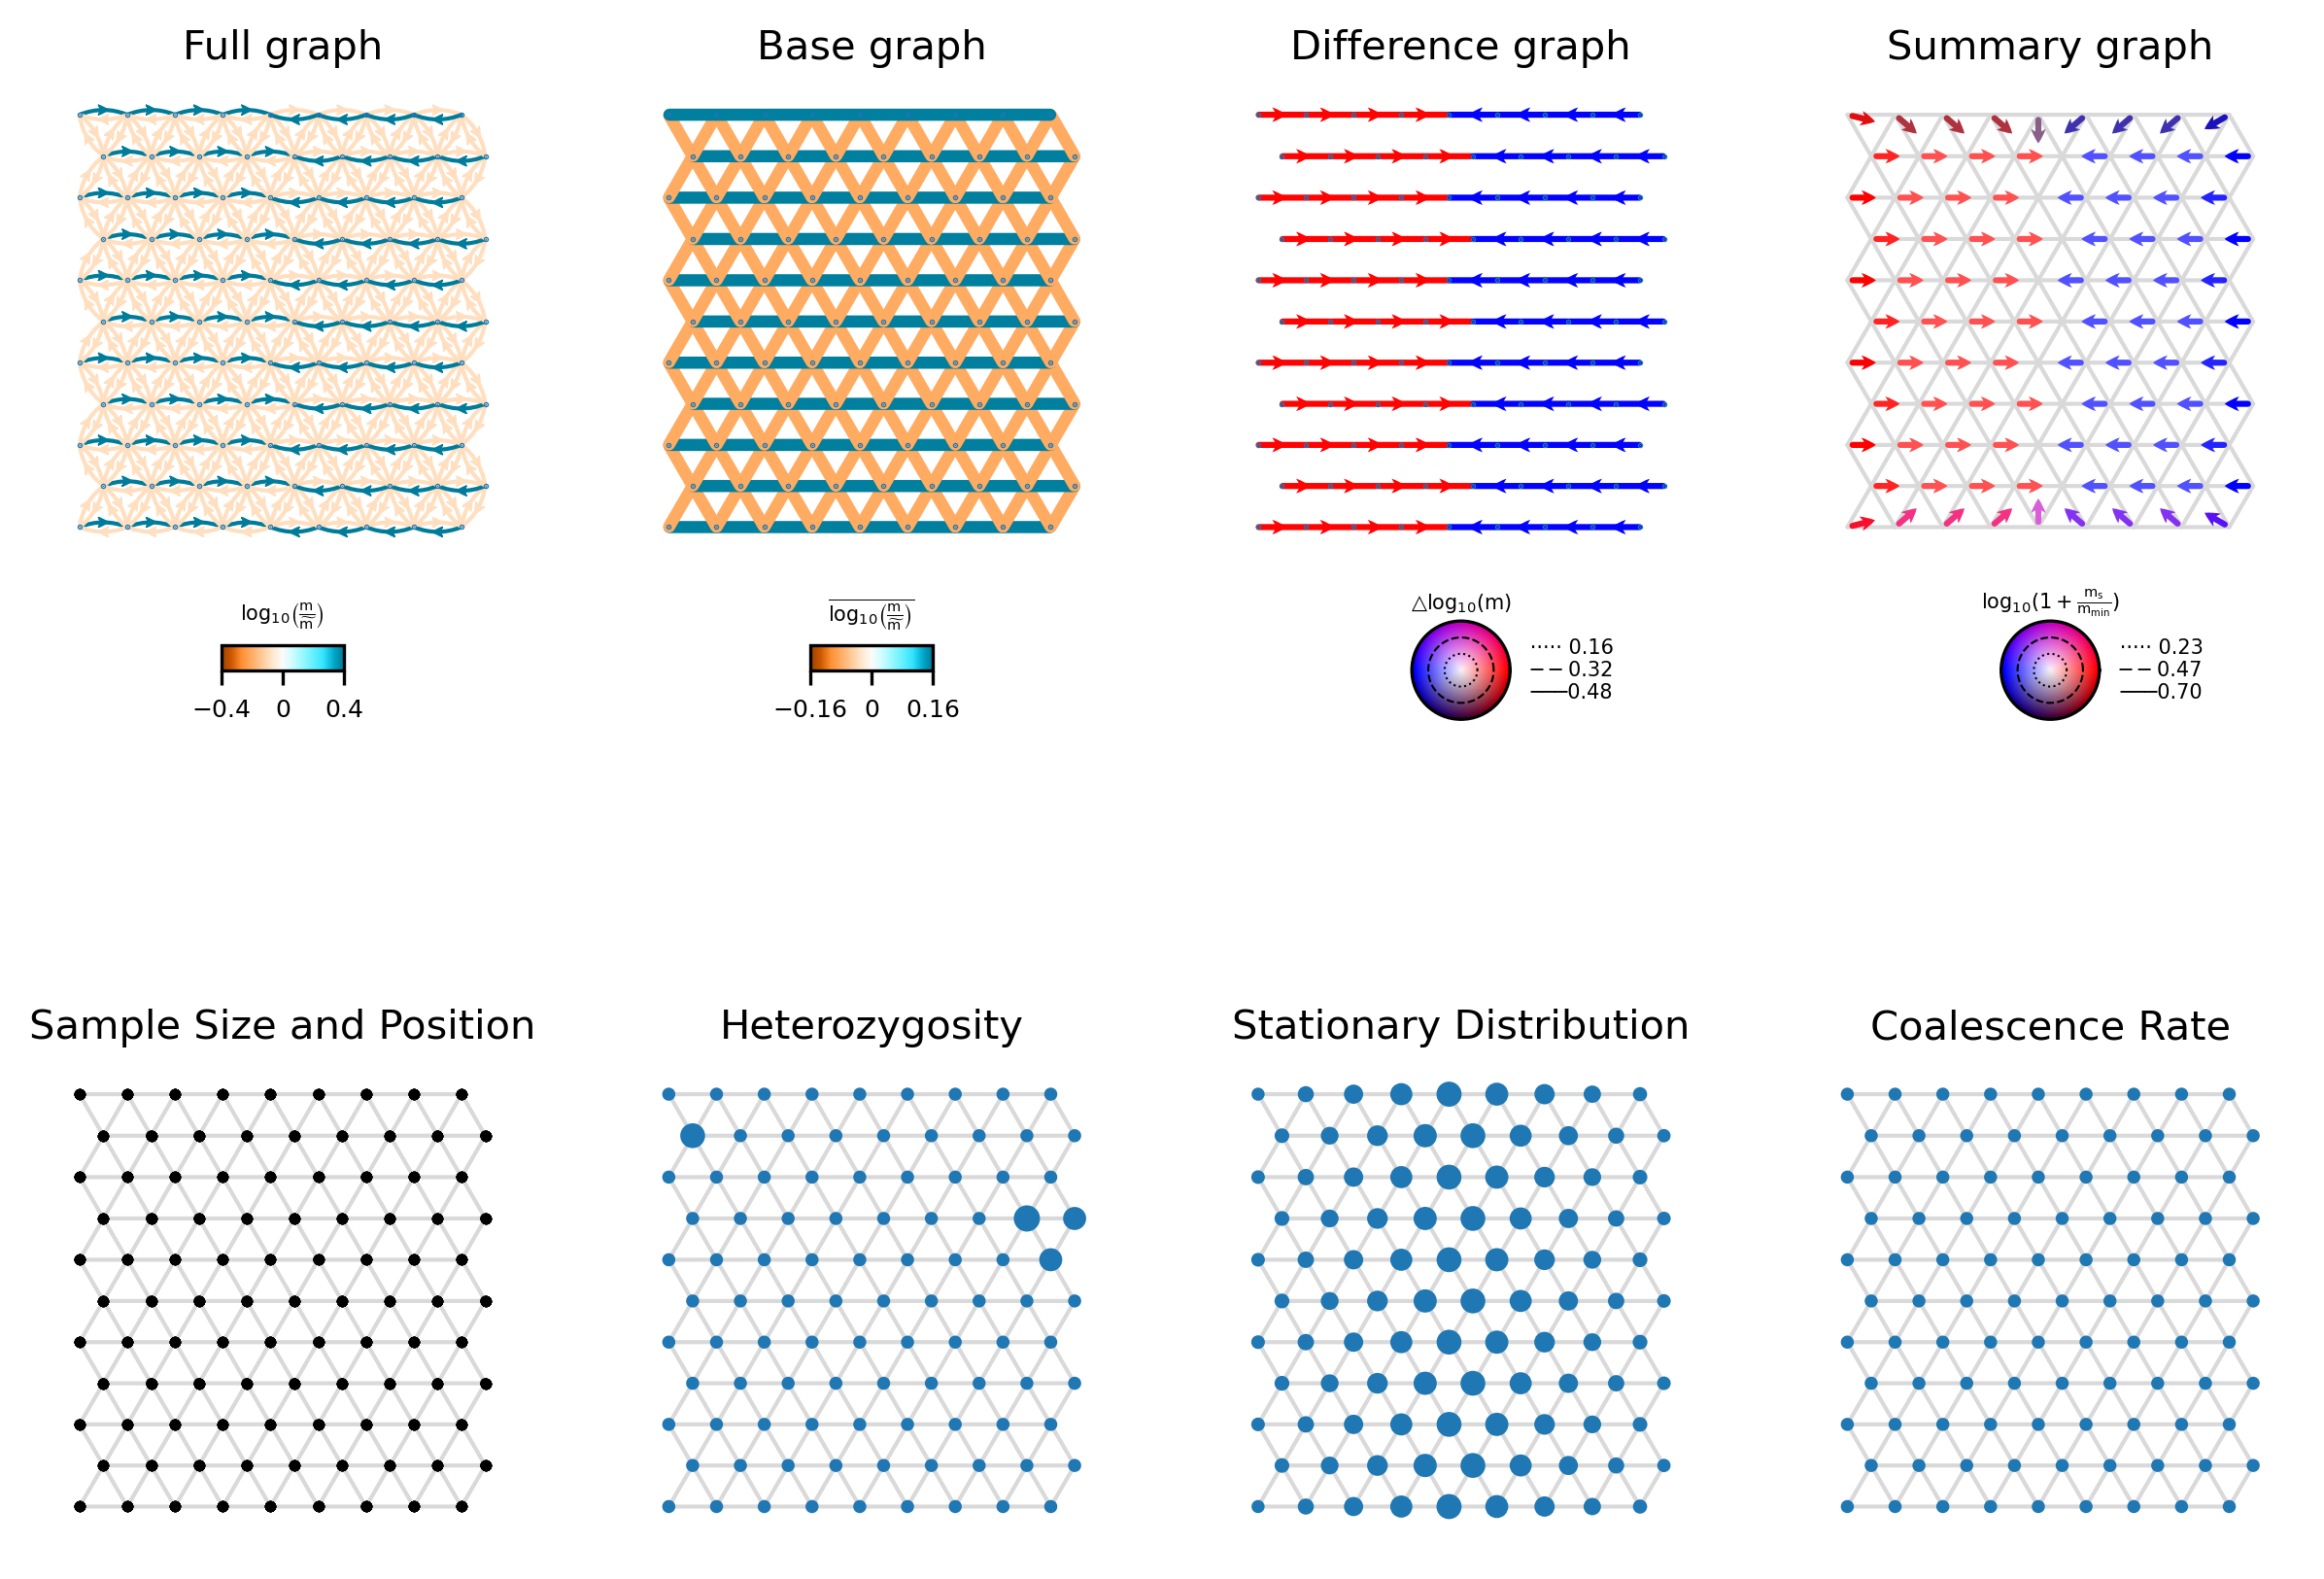 Full graph
Base graph
Difference graph
Summary graph
log₁₀(m/m̃)
−0.4 0 0.4
log₁₀(m/m̃)
−0.16 0 0.16
△log₁₀(m)
0.16
0.32
0.48
log₁₀(1 + mₛ/m_min)
0.23
0.47
0.70
Sample Size and Position
Heterozygosity
Stationary Distribution
Coalescence Rate